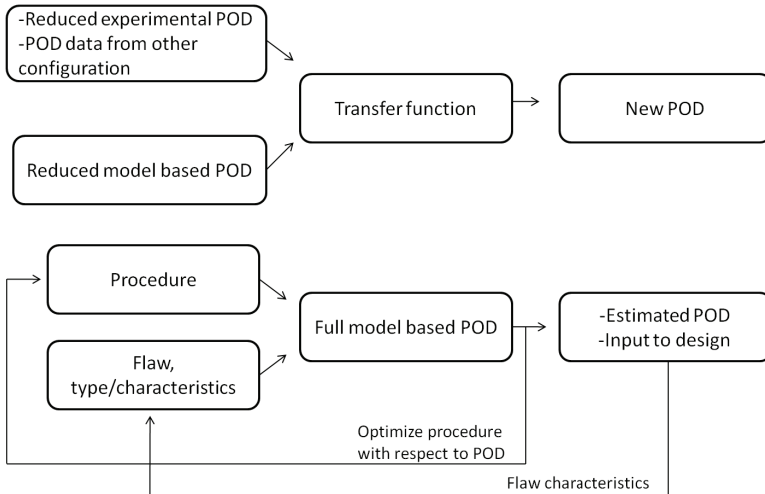 -Reduced experimental POD
-POD data from other
configuration
Transfer function
New POD
Reduced model based POD
Procedure
Full model based POD
-Estimated POD
-Input to design
Flaw,
type/characteristics
Optimize procedure
with respect to POD
Flaw characteristics